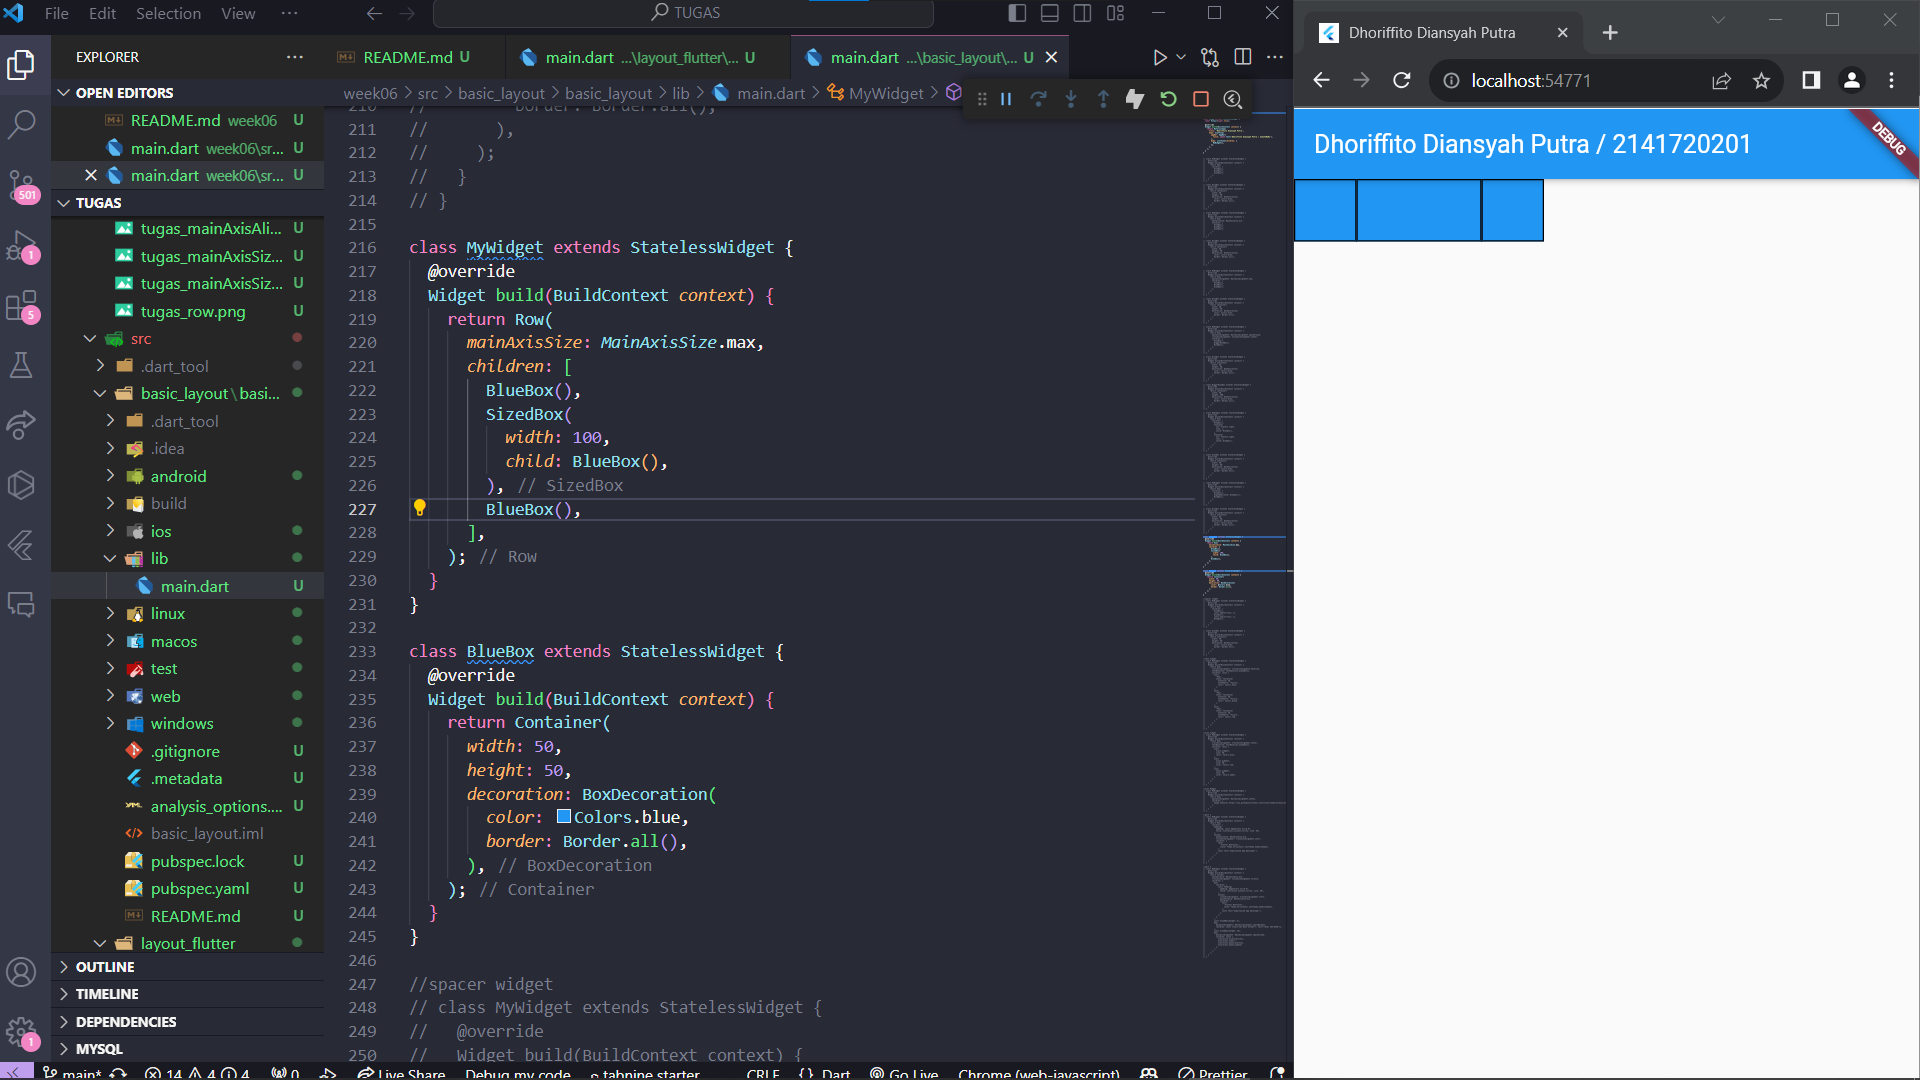 File Edit Selection View ··· TUGAS
EXPLORER ···
OPEN EDITORS
README.md week06 U
main.dart week06\sr... U
main.dart week06\sr... U
TUGAS
tugas_mainAxisAli... U
tugas_mainAxisSiz... U
tugas_mainAxisSiz... U
tugas_row.png U
src
.dart_tool
basic_layout\basi...
.dart_tool
.idea
android
build
ios
lib
main.dart U
linux
macos
test
web
windows
.gitignore U
.metadata U
analysis_options.... U
basic_layout.iml
pubspec.lock U
pubspec.yaml U
README.md U
layout_flutter
OUTLINE
TIMELINE
DEPENDENCIES
MYSQL
501
1
5
1
README.md U main.dart ...\layout_flutter\... U main.dart ...\basic_layout\... U
week06 > src > basic_layout > basic_layout > lib > main.dart > MyWidget >
210 // border: Border.all(),
211 // ),
212 // );
213 // }
214 // }
215
216 class MyWidget extends StatelessWidget {
217 @override
218 Widget build(BuildContext context) {
219 return Row(
220 mainAxisSize: MainAxisSize.max,
221 children: [
222 BlueBox(),
223 SizedBox(
224 width: 100,
225 child: BlueBox(),
226 ), // SizedBox
227 BlueBox(),
228 ],
229 ); // Row
230 }
231 }
232
233 class BlueBox extends StatelessWidget {
234 @override
235 Widget build(BuildContext context) {
236 return Container(
237 width: 50,
238 height: 50,
239 decoration: BoxDecoration(
240 color: Colors.blue,
241 border: Border.all(),
242 ), // BoxDecoration
243 ); // Container
244 }
245 }
246
247 //spacer widget
248 // class MyWidget extends StatelessWidget {
249 // @override
250 // Widget build(BuildContext context) {
main* 14 4 4 0 Live Share Debug my code tabnine starter CRLF {} Dart Go Live Chrome (web-javascript) Prettier
Dhoriffito Diansyah Putra
localhost:54771
Dhoriffito Diansyah Putra / 2141720201
DEBUG